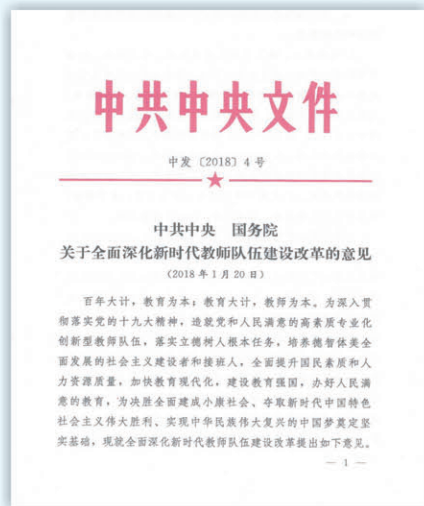 中共中央文件
中发〔2018〕4号
中共中央 国务院
关于全面深化新时代教师队伍建设改革的意见
(2018年1月20日)
百年大计，教育为本；教育大计，教师为本。为深入贯
彻落实党的十九大精神，造就党和人民满意的高素质专业化
创新型教师队伍，落实立德树人根本任务，培养德智体美全
面发展的社会主义建设者和接班人，全面提升国民素质和人
力资源质量，加快教育现代化，建设教育强国，办好人民满
意的教育，为决胜全面建成小康社会、夺取新时代中国特色
社会主义伟大胜利、实现中华民族伟大复兴的中国梦奠定坚
实基础，现就全面深化新时代教师队伍建设改革提出如下意见。
— 1 —